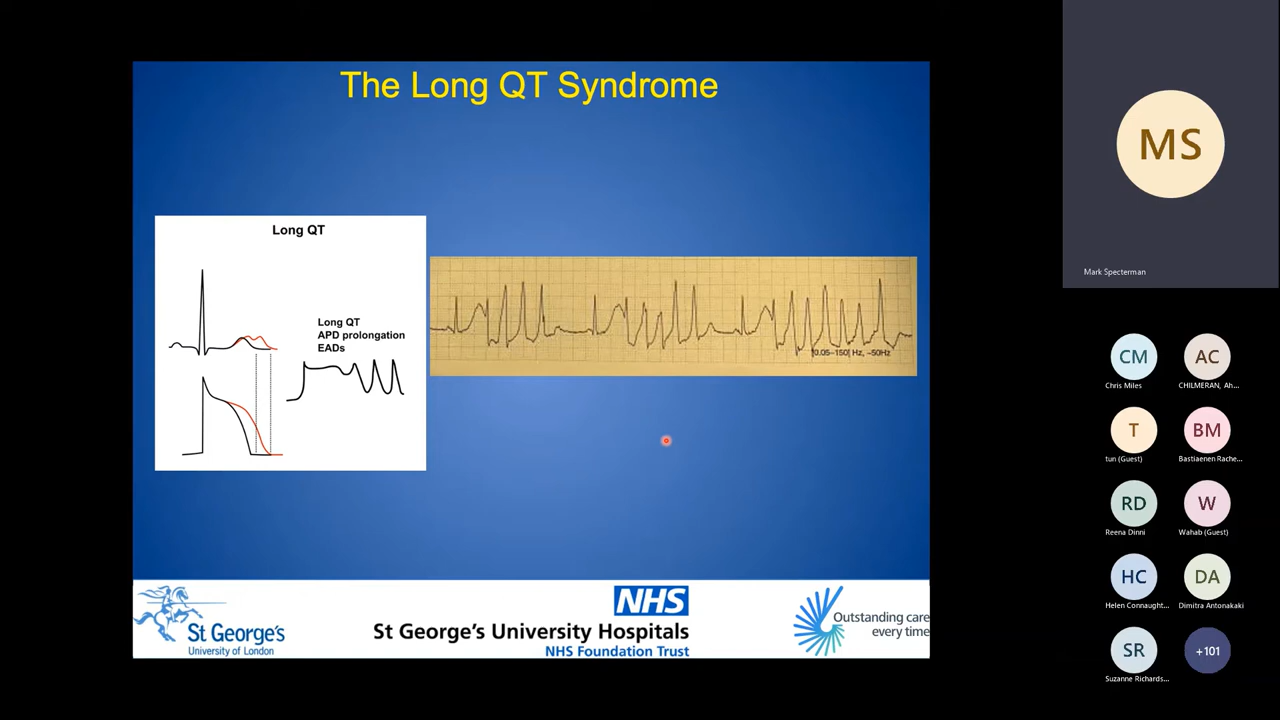 The Long QT Syndrome
Long QT
Long QT
APD prolongation
EADs
[0.05-150] Hz, ~50Hz
St George's
University of London
NHS
St George's University Hospitals
NHS Foundation Trust
Outstanding care
every time
MS
Mark Specterman
CM
Chris Miles
AC
CHILMERAN, Ah...
T
tun (Guest)
BM
Bastiaenen Rache...
RD
Reena Dinni
W
Wahab (Guest)
HC
Helen Connaught...
DA
Dimitra Antonakaki
SR
Suzanne Richards...
+101